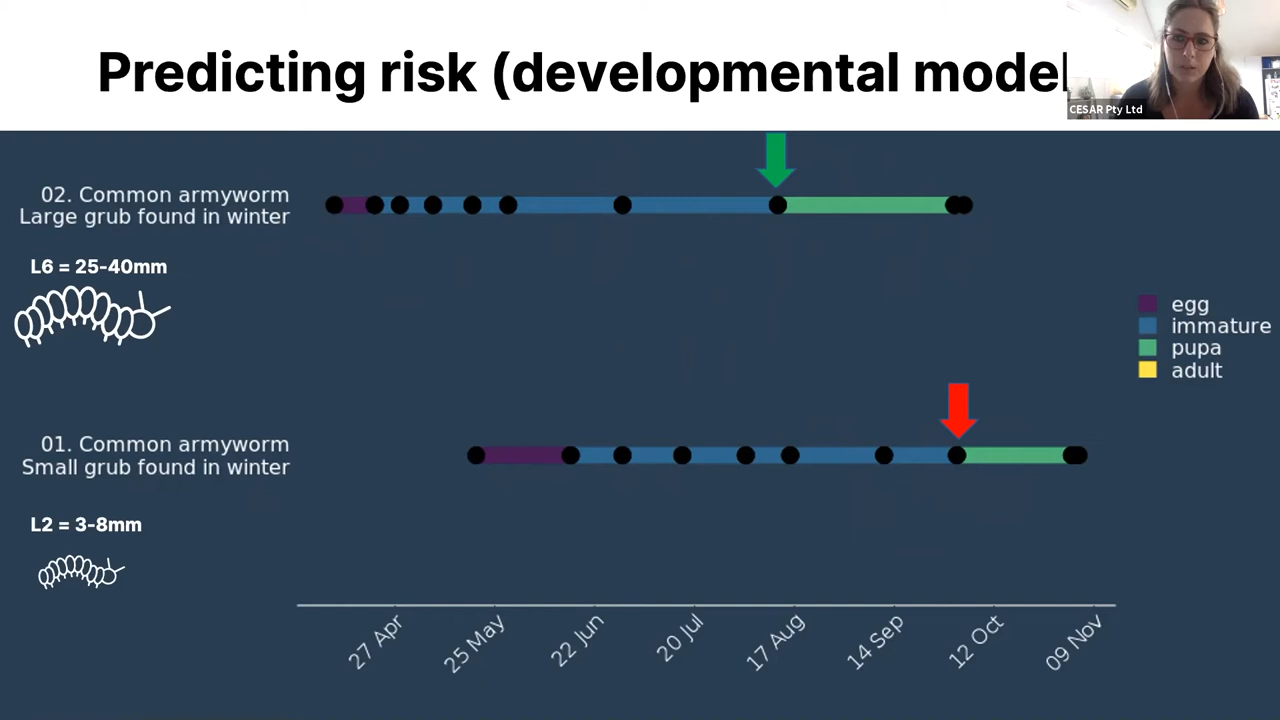 Predicting risk (developmental model
CESAR Pty Ltd
02. Common armyworm
Large grub found in winter
L6 = 25-40mm
egg
immature
pupa
adult
01. Common armyworm
Small grub found in winter
L2 = 3-8mm
27 Apr
25 May
22 Jun
20 Jul
17 Aug
14 Sep
12 Oct
09 Nov